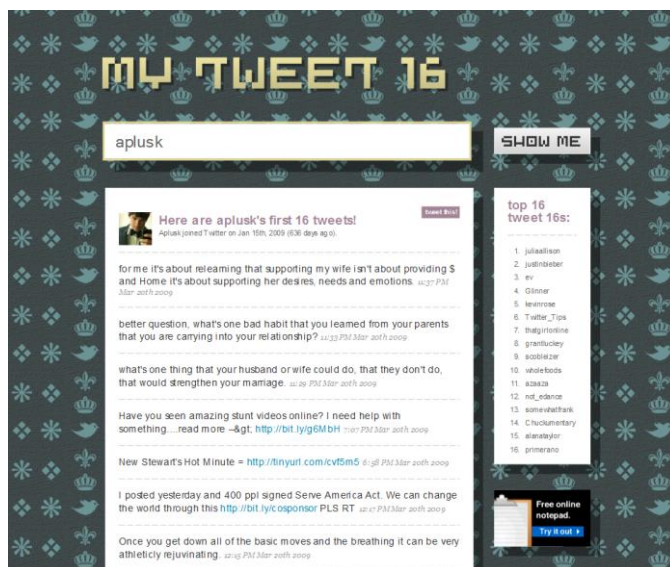 MY TWEET 16
aplusk
SHOW ME
Here are aplusk's first 16 tweets!
tweet this!
Aplusk joined Twitter on Jan 15th, 2009 (636 days ago).
for me it's about relearning that supporting my wife isn't about providing $
and Home it's about supporting her desires, needs and emotions. 11:37 PM
Mar 20th 2009
better question, what's one bad habit that you learned from your parents
that you are carrying into your relationship? 11:33 PM Mar 20th 2009
what's one thing that your husband or wife could do, that they don't do,
that would strengthen your marriage. 11:29 PM Mar 20th 2009
Have you seen amazing stunt videos online? I need help with
something....read more --&gt; http://bit.ly/g6MbH 7:07 PM Mar 20th 2009
New Stewart's Hot Minute = http://tinyurl.com/cvf5m5 6:58 PM Mar 20th 2009
I posted yesterday and 400 ppl signed Serve America Act. We can change
the world through this http://bit.ly/cosponsor PLS RT 12:17 PM Mar 20th 2009
Once you get down all of the basic moves and the breathing it can be very
athleticly rejuvinating. 12:15 PM Mar 20th 2009
top 16
tweet 16s:
1. juliaallison
2. justinbieber
3. ev
4. Glinner
5. kevinrose
6. Twitter_Tips
7. thatgirlonline
8. grantluckey
9. scobleizer
10. wholefoods
11. azaaza
12. not_edance
13. somewhatfrank
14. Chuckumentary
15. alanataylor
16. primerano
Free online
notepad.
Try it out